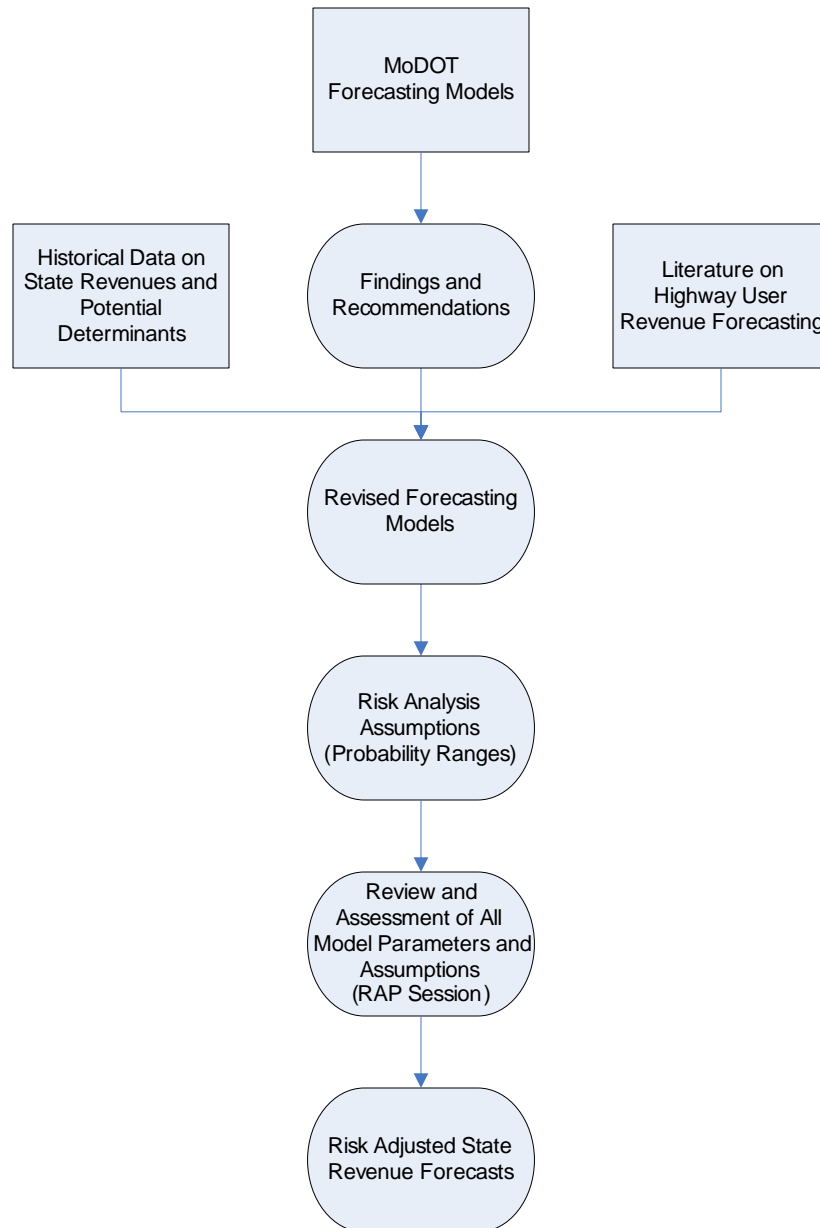 MoDOT
Forecasting Models
Historical Data on
State Revenues and
Potential
Determinants
Findings and
Recommendations
Literature on
Highway User
Revenue Forecasting
Revised Forecasting
Models
Risk Analysis
Assumptions
(Probability Ranges)
Review and
Assessment of All
Model Parameters and
Assumptions
(RAP Session)
Risk Adjusted State
Revenue Forecasts